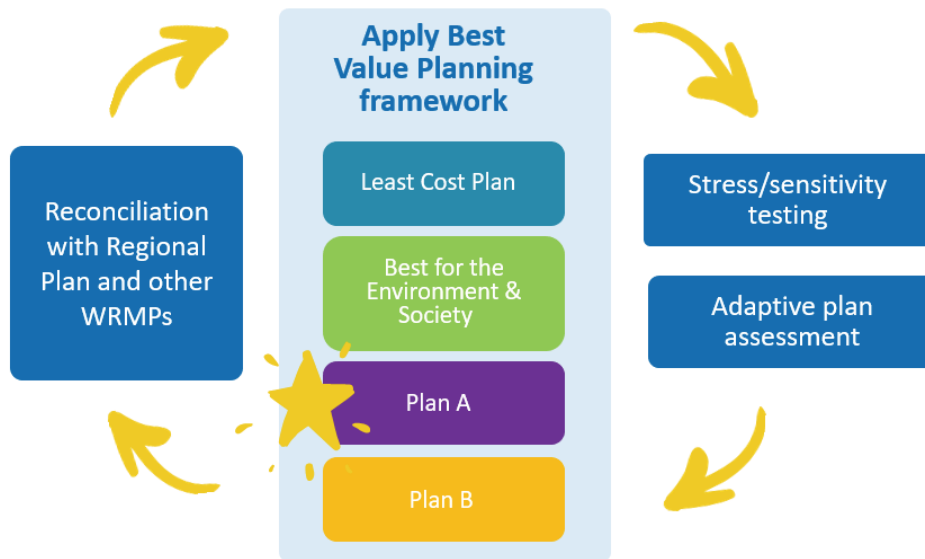 Apply Best
Value Planning
framework
Least Cost Plan
Best for the
Environment &
Society
Plan A
Plan B
Reconciliation
with Regional
Plan and other
WRMPs
Stress/sensitivity
testing
Adaptive plan
assessment